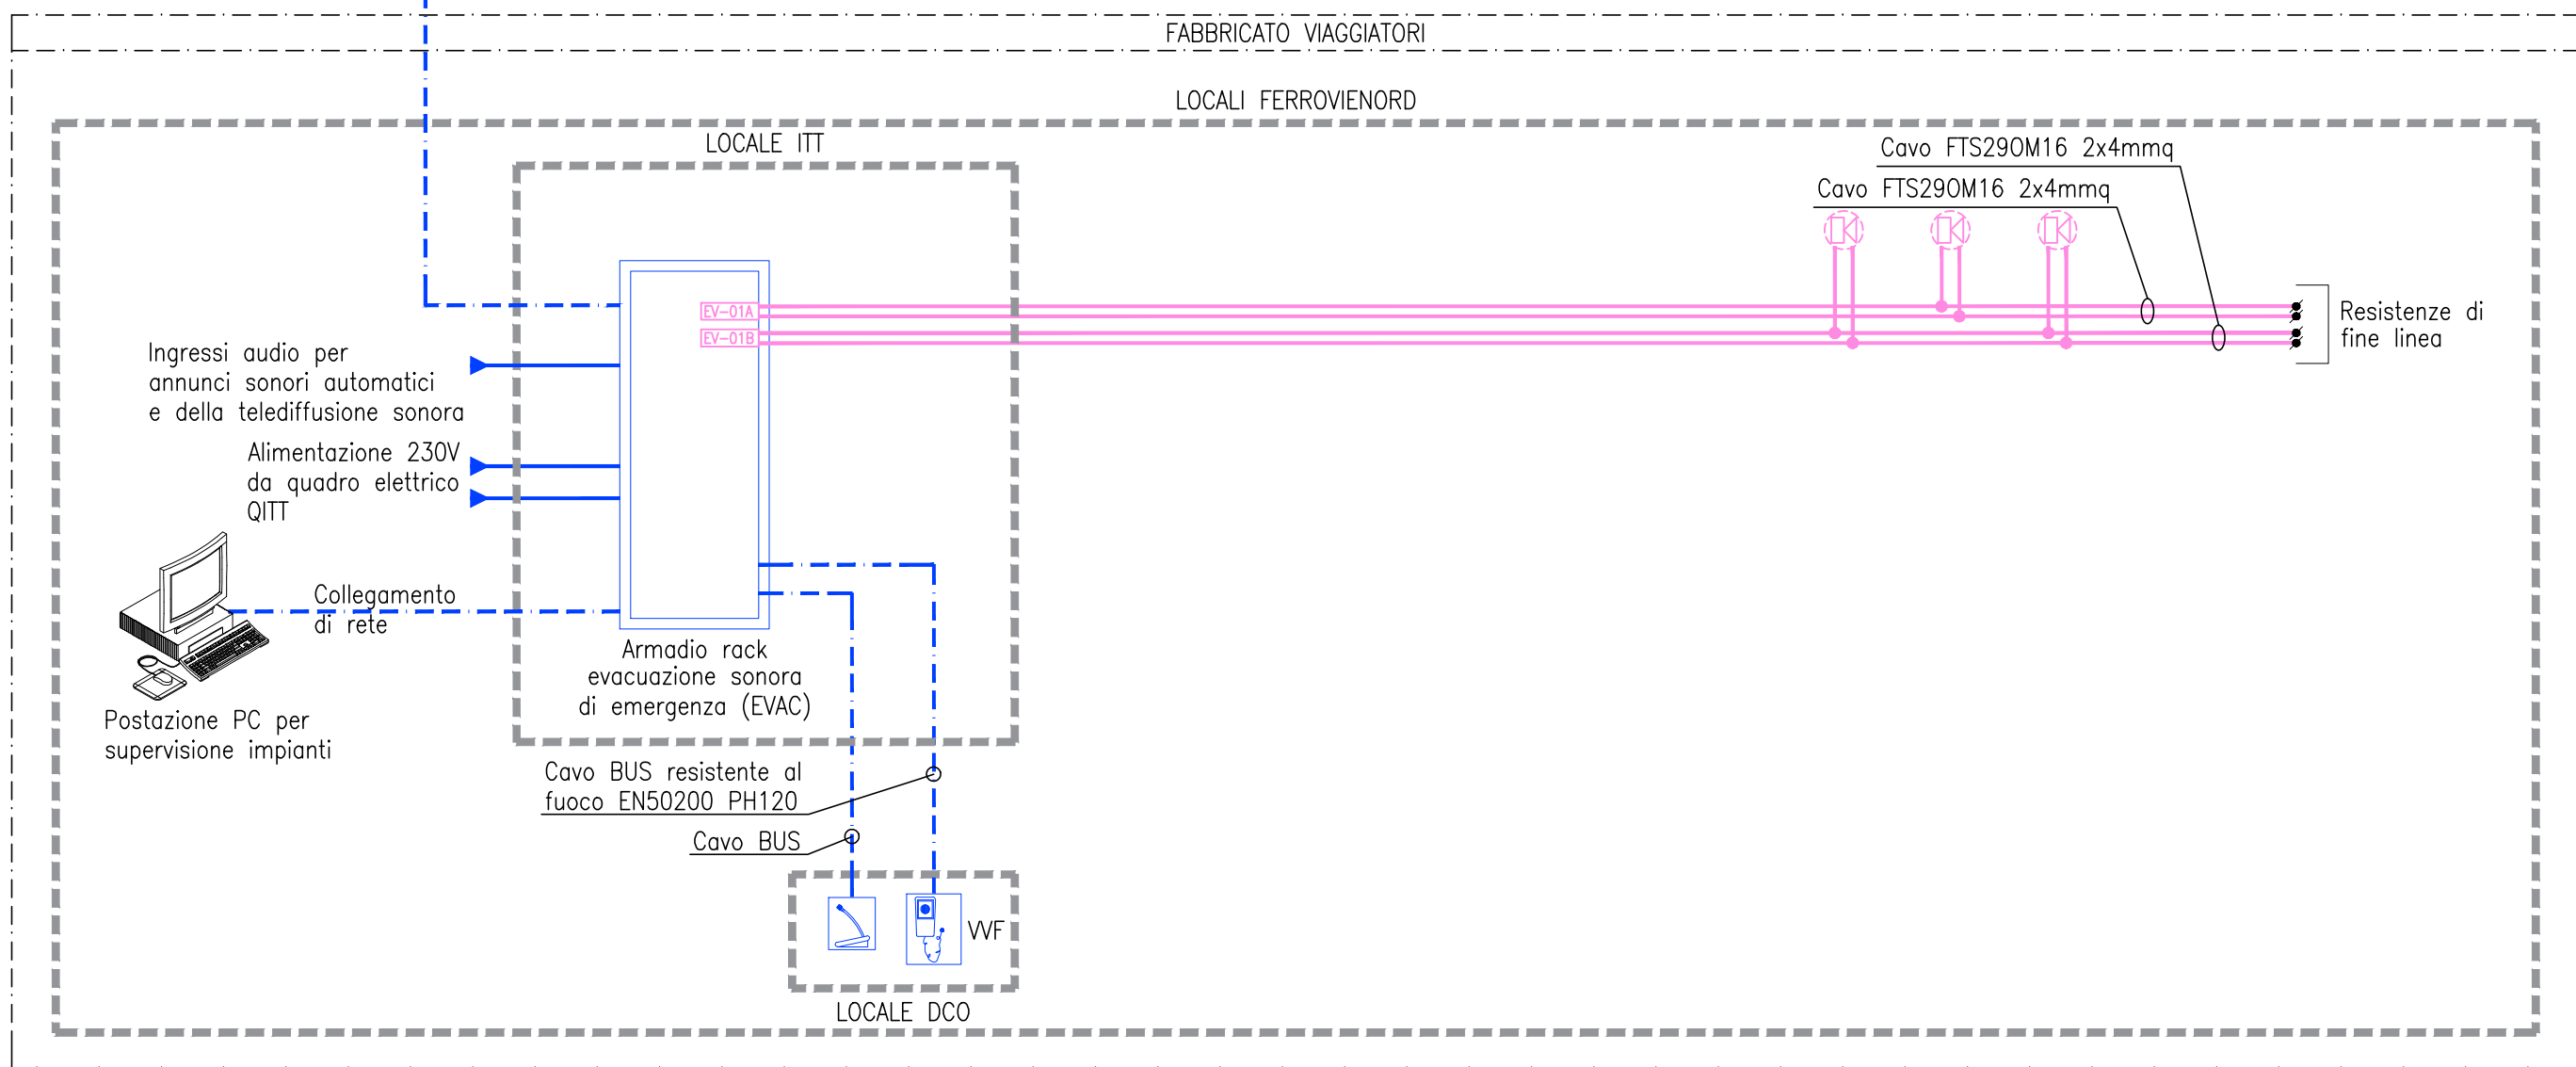 FABBRICATO VIAGGIATORI
LOCALI FERROVIENORD
LOCALE ITT
Cavo FTS29OM16 2x4mmq
Cavo FTS29OM16 2x4mmq
EV-01A
EV-01B
Resistenze di
fine linea
Ingressi audio per
annunci sonori automatici
e della telediffusione sonora
Alimentazione 230V
da quadro elettrico
QITT
Collegamento
di rete
Armadio rack
evacuazione sonora
di emergenza (EVAC)
Postazione PC per
supervisione impianti
Cavo BUS resistente al
fuoco EN50200 PH120
Cavo BUS
VVF
LOCALE DCO